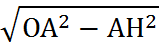 √(OA² − AH²)